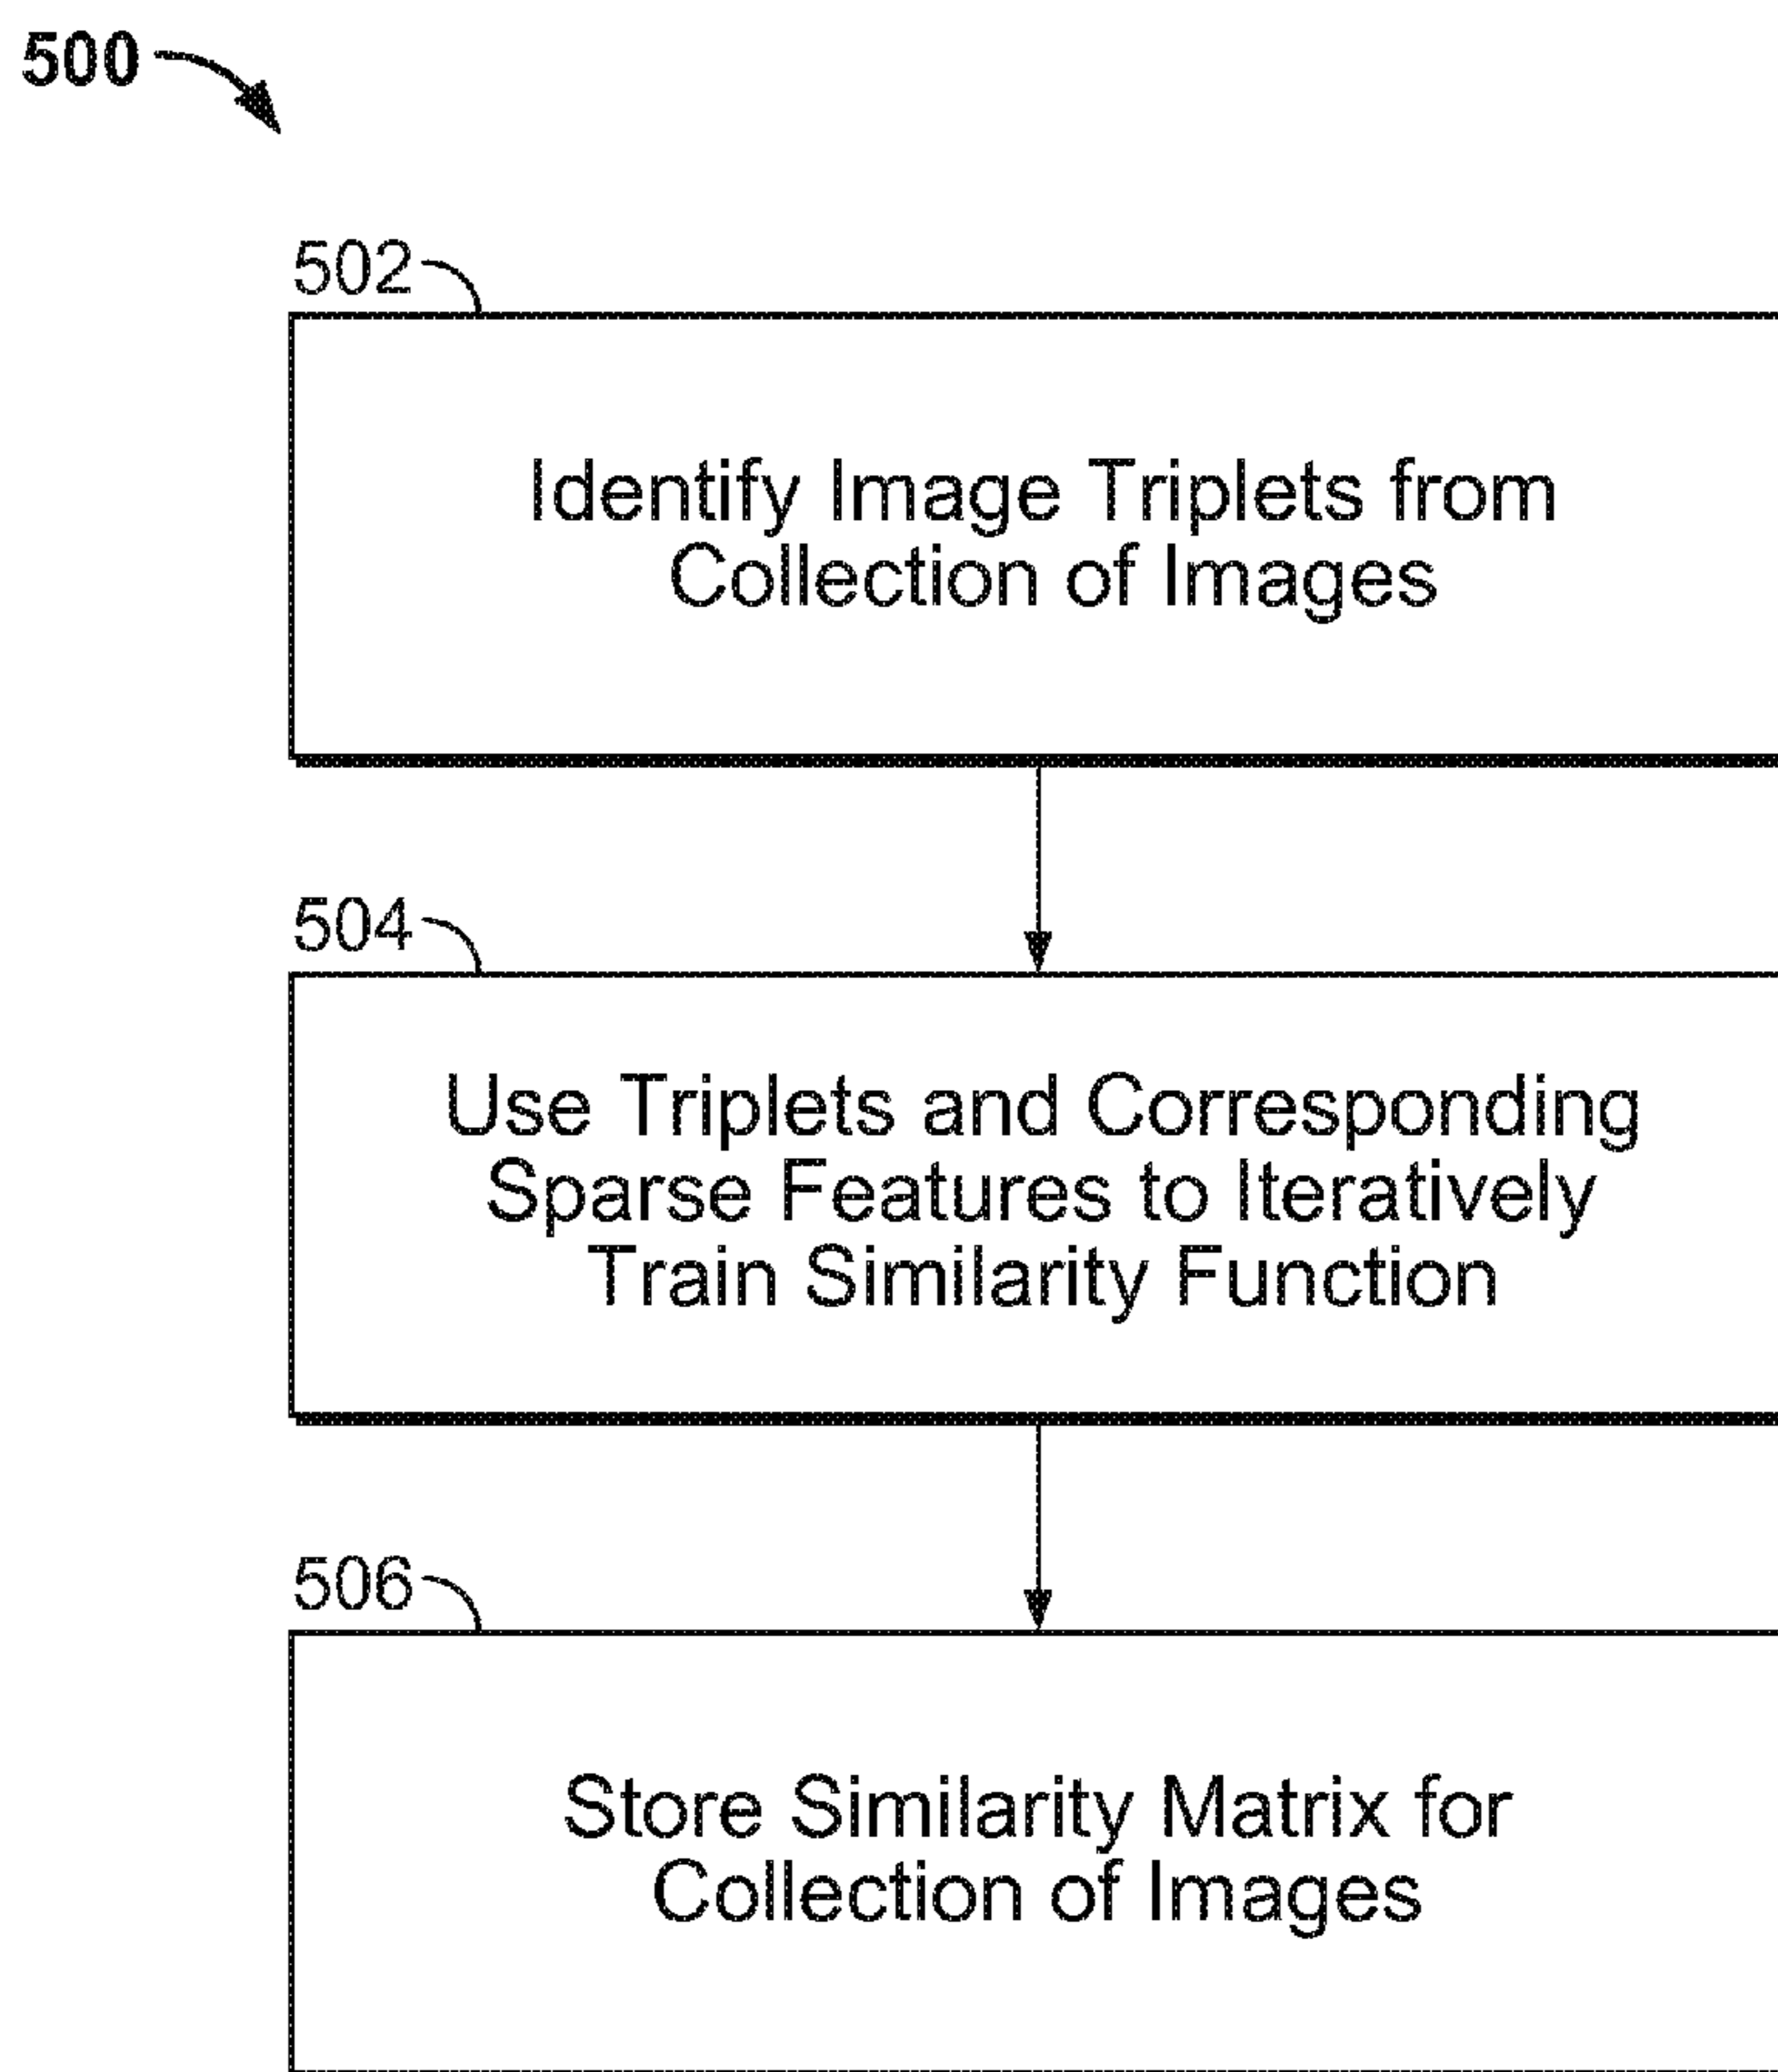 500
502
Identify Image Triplets from
Collection of Images
504
Use Triplets and Corresponding
Sparse Features to Iteratively
Train Similarity Function
506
Store Similarity Matrix for
Collection of Images